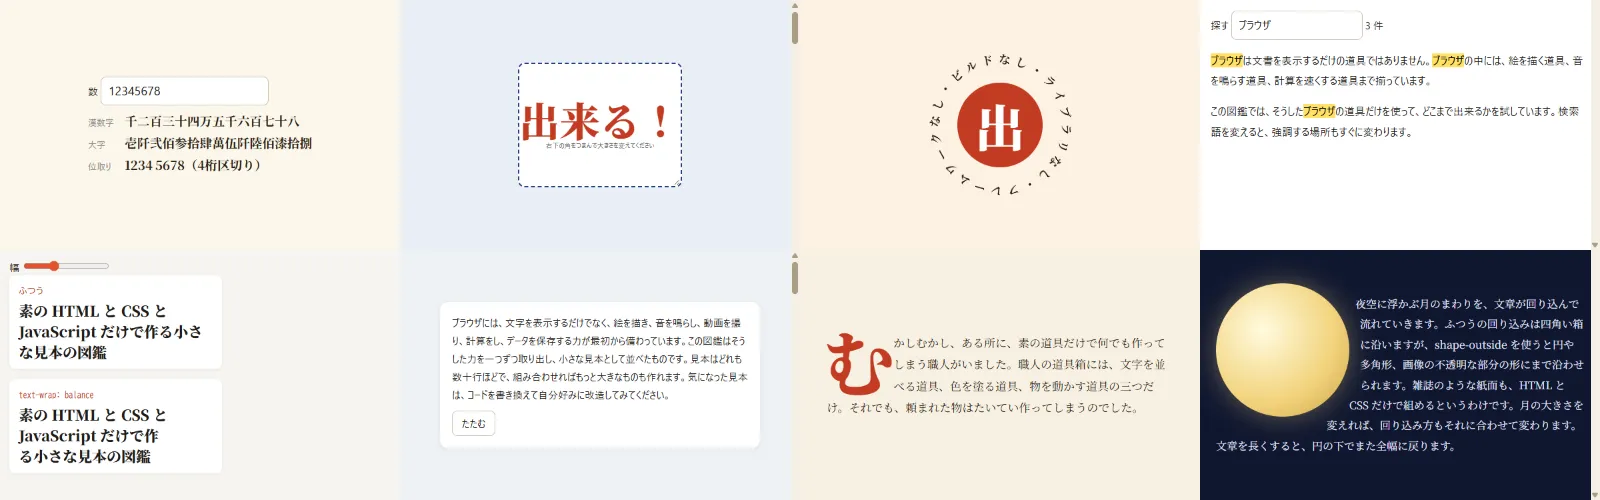 数 12345678
漢数字 千二百三十四万五千六百七十八
大字 壱阡弐佰参拾肆萬伍阡陸佰漆拾捌
位取り 1234 5678（4桁区切り）
出来る！
右下の角をつまんで大きさを変えてください
ビルドなし・ライブラリなし・フレームワークなし・
出
探す ブラウザ 3 件
ブラウザは文書を表示するだけの道具ではありません。ブラウザの中には、絵を描く道具、音
を鳴らす道具、計算を速くする道具まで揃っています。
この図鑑では、そうしたブラウザの道具だけを使って、どこまで出来るかを試しています。検索
語を変えると、強調する場所もすぐに変わります。
幅
ふつう
素の HTML と CSS と
JavaScript だけで作る小さ
な見本の図鑑
text-wrap: balance
素の HTML と CSS と
JavaScript だけで作
る小さな見本の図鑑
ブラウザには、文字を表示するだけでなく、絵を描き、音を鳴らし、動画を撮
り、計算をし、データを保存する力が最初から備わっています。この図鑑はそう
した力を一つずつ取り出し、小さな見本として並べたものです。見本はどれも
数十行ほどで、組み合わせればもっと大きなものも作れます。気になった見本
は、コードを書き換えて自分好みに改造してみてください。
たたむ
むかしむかし、ある所に、素の道具だけで何でも作って
しまう職人がいました。職人の道具箱には、文字を並
べる道具、色を塗る道具、物を動かす道具の三つだ
け。それでも、頼まれた物はたいてい作ってしまうのでした。
夜空に浮かぶ月のまわりを、文章が回り込んで
流れていきます。ふつうの回り込みは四角い箱
に沿いますが、shape-outside を使うと円や
多角形、画像の不透明な部分の形にまで沿わせ
られます。雑誌のような紙面も、HTML と
CSS だけで組めるというわけです。月の大きさを
変えれば、回り込み方もそれに合わせて変わります。
文章を長くすると、円の下でまた全幅に戻ります。